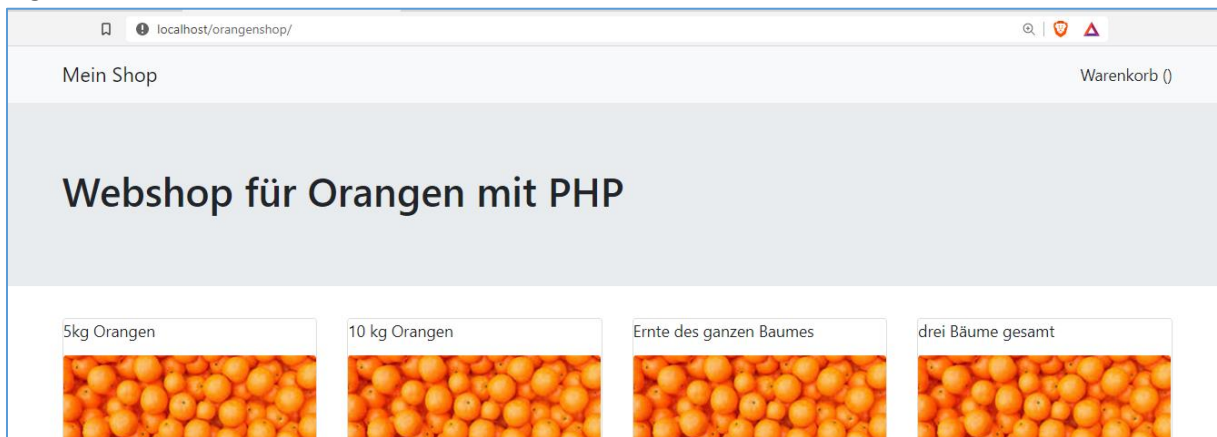 localhost/orangenshop/
Mein Shop
Warenkorb ()
Webshop für Orangen mit PHP
5kg Orangen
10 kg Orangen
Ernte des ganzen Baumes
drei Bäume gesamt